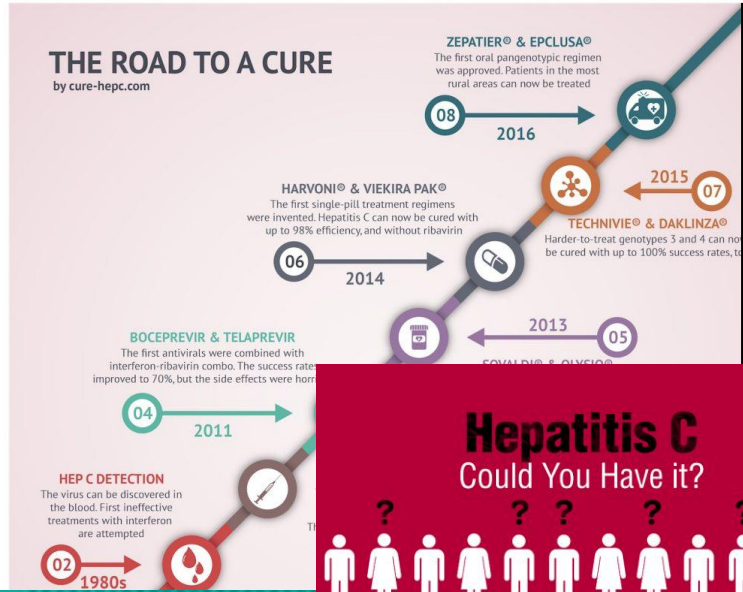 THE ROAD TO A CURE
by cure-hepc.com
ZEPATIER® & EPCLUSA®
The first oral pangenotypic regimen
was approved. Patients in the most
rural areas can now be treated
08
2016
2015
07
TECHNIVIE® & DAKLINZA®
Harder-to-treat genotypes 3 and 4 can
be cured with up to 100% success rates,
HARVONI® & VIEKIRA PAK®
The first single-pill treatment regimens
were invented. Hepatitis C can now be cured with
up to 98% efficiency, and without ribavirin
06
2014
2013
05
SOVALDI® & OLYSIO®
BOCEPREVIR & TELAPREVIR
The first antivirals were combined with
interferon-ribavirin combo. The success rates
improved to 70%, but the side effects were
04
2011
HEP C DETECTION
The virus can be discovered in
the blood. First ineffective
treatments with interferon
are attempted
02
1980s
Hepatitis C
Could You Have it?
? ? ? ?